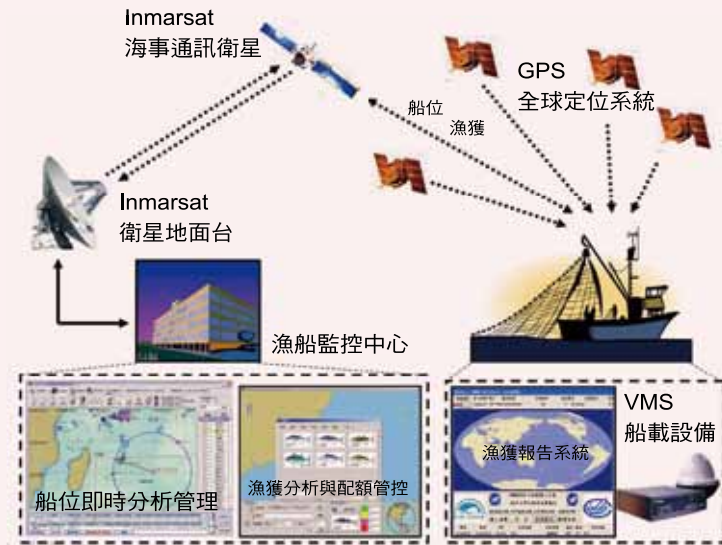 Inmarsat
海事通訊衛星
GPS
全球定位系統
船位
漁獲
Inmarsat
衛星地面台
漁船監控中心
船位即時分析管理
漁獲分析與配額管控
漁獲報告系統
VMS
船載設備